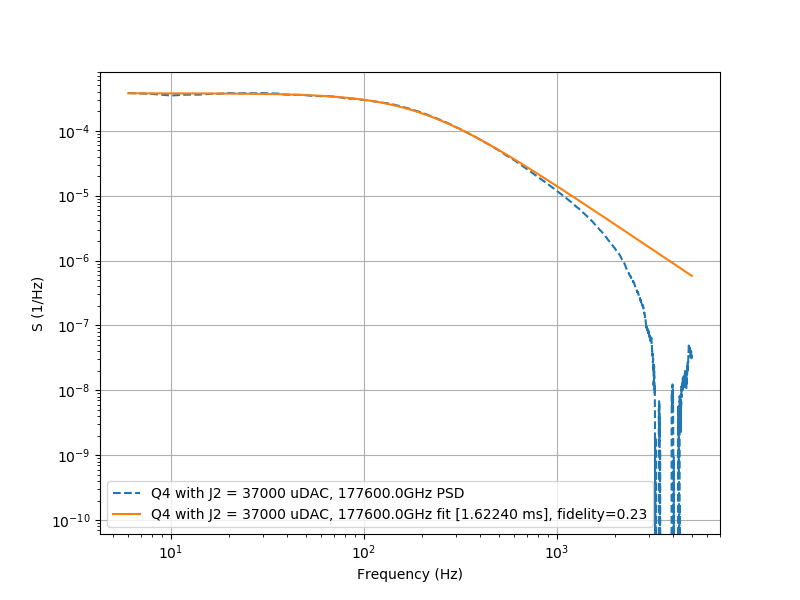 S (1/Hz)
10⁻⁴
10⁻⁵
10⁻⁶
10⁻⁷
10⁻⁸
10⁻⁹
10⁻¹⁰
Q4 with J2 = 37000 uDAC, 177600.0GHz PSD
Q4 with J2 = 37000 uDAC, 177600.0GHz fit [1.62240 ms], fidelity=0.23
10¹ 10² 10³
Frequency (Hz)